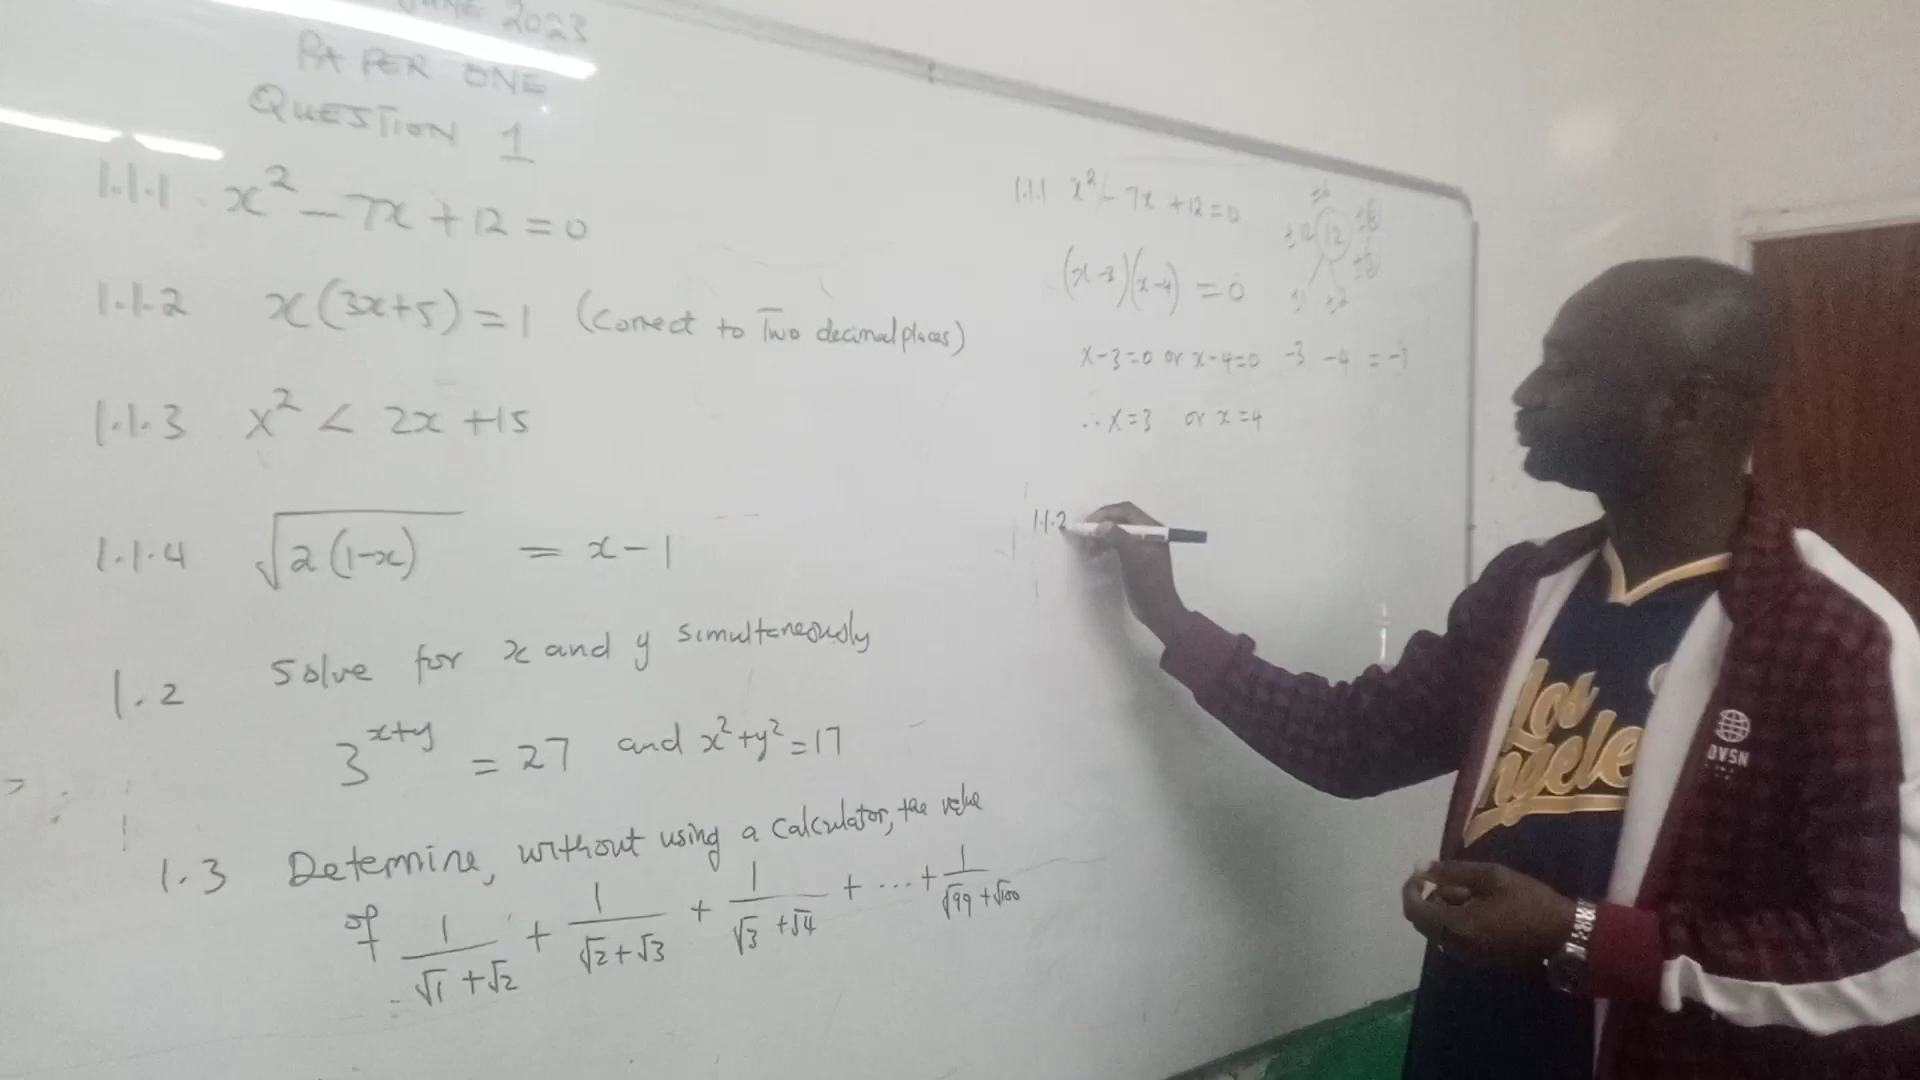 JUNE 2023
PAPER ONE
QUESTION 1
1.1.1 x² - 7x + 12 = 0
1.1.2 x(3x+5) = 1 (Correct to Two decimal places)
1.1.3 x² < 2x + 15
1.1.4 √2(1-x) = x - 1
1.2 Solve for x and y simultaneously
3^(x+y) = 27 and x² + y² = 17
1.3 Determine, without using a calculator, the value
of 1/(√1 + √2) + 1/(√2 + √3) + 1/(√3 + √4) + ... + 1/(√99 + √100)
1.1.1 x² - 7x + 12 = 0
(x-3)(x-4) = 0
x-3=0 or x-4=0 -3 -4 = -7
∴ x = 3 or x = 4
12
1.1.2
Los
Angeles
DVSN